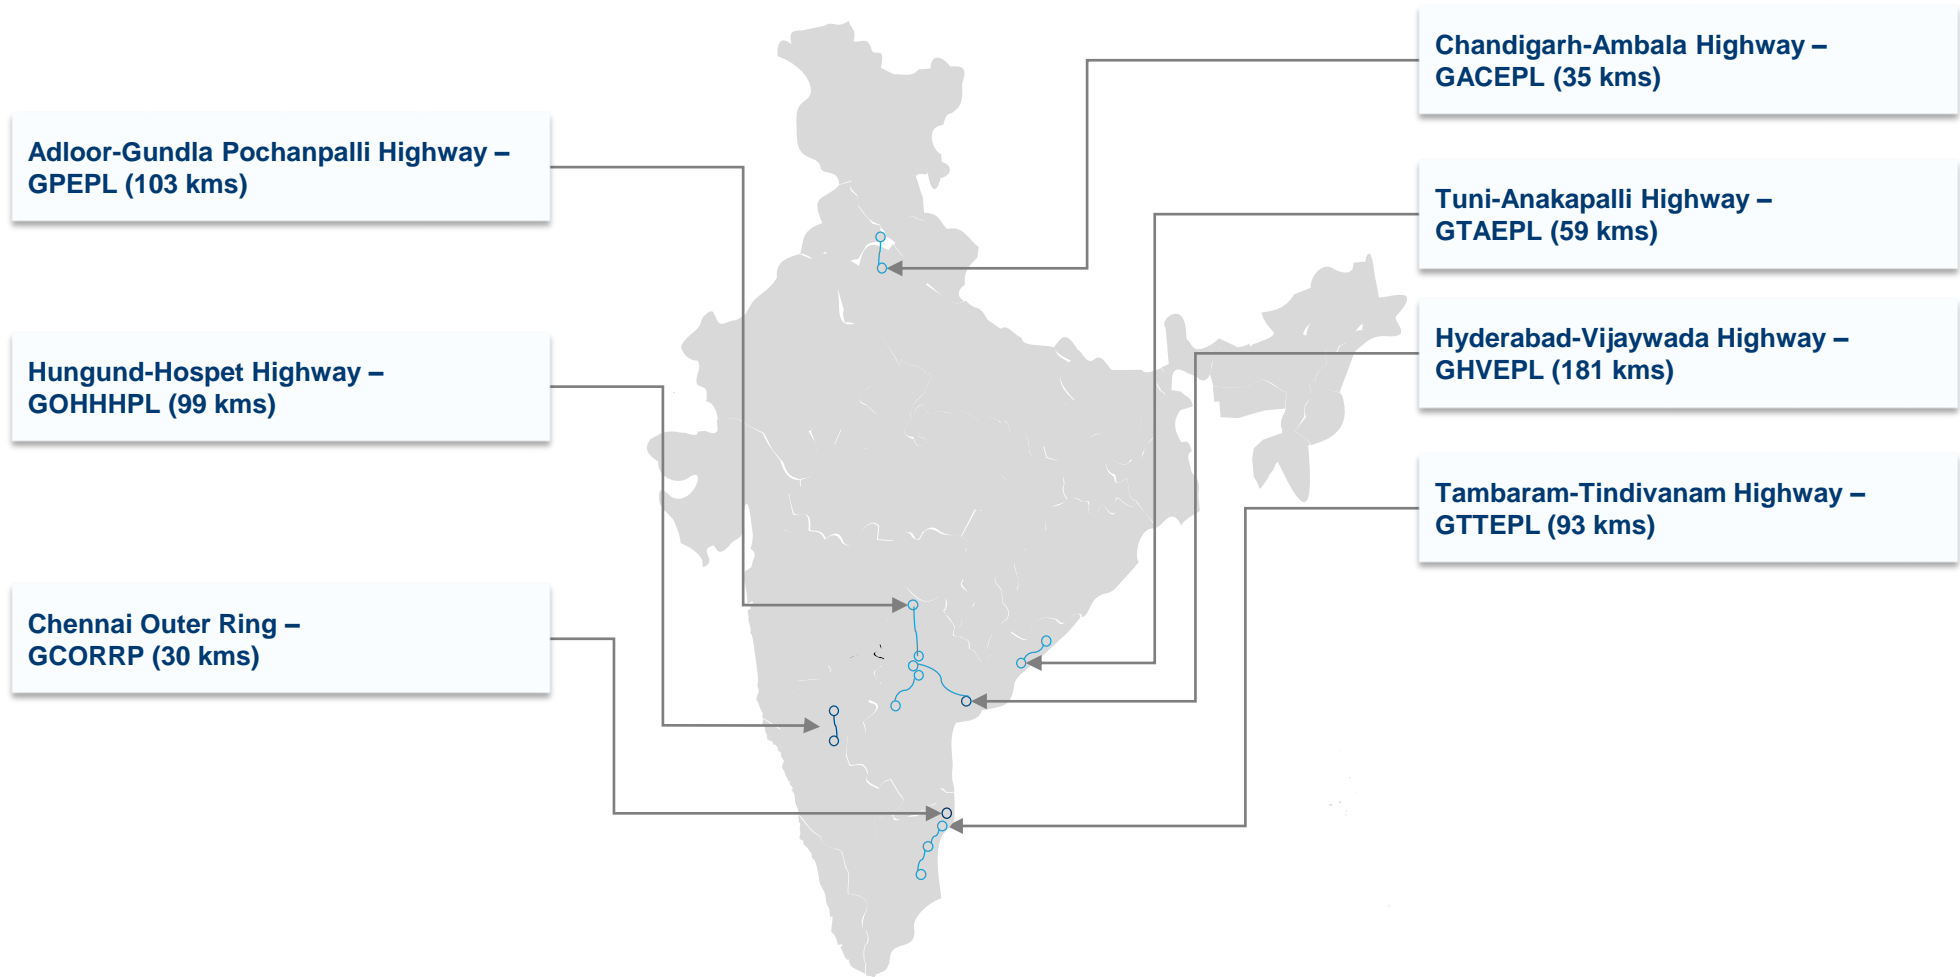 Adloor-Gundla Pochanpalli Highway –
GPEPL (103 kms)
Hungund-Hospet Highway –
GOHHHPL (99 kms)
Chennai Outer Ring –
GCORRP (30 kms)
Chandigarh-Ambala Highway –
GACEPL (35 kms)
Tuni-Anakapalli Highway –
GTAEPL (59 kms)
Hyderabad-Vijaywada Highway –
GHVEPL (181 kms)
Tambaram-Tindivanam Highway –
GTTEPL (93 kms)